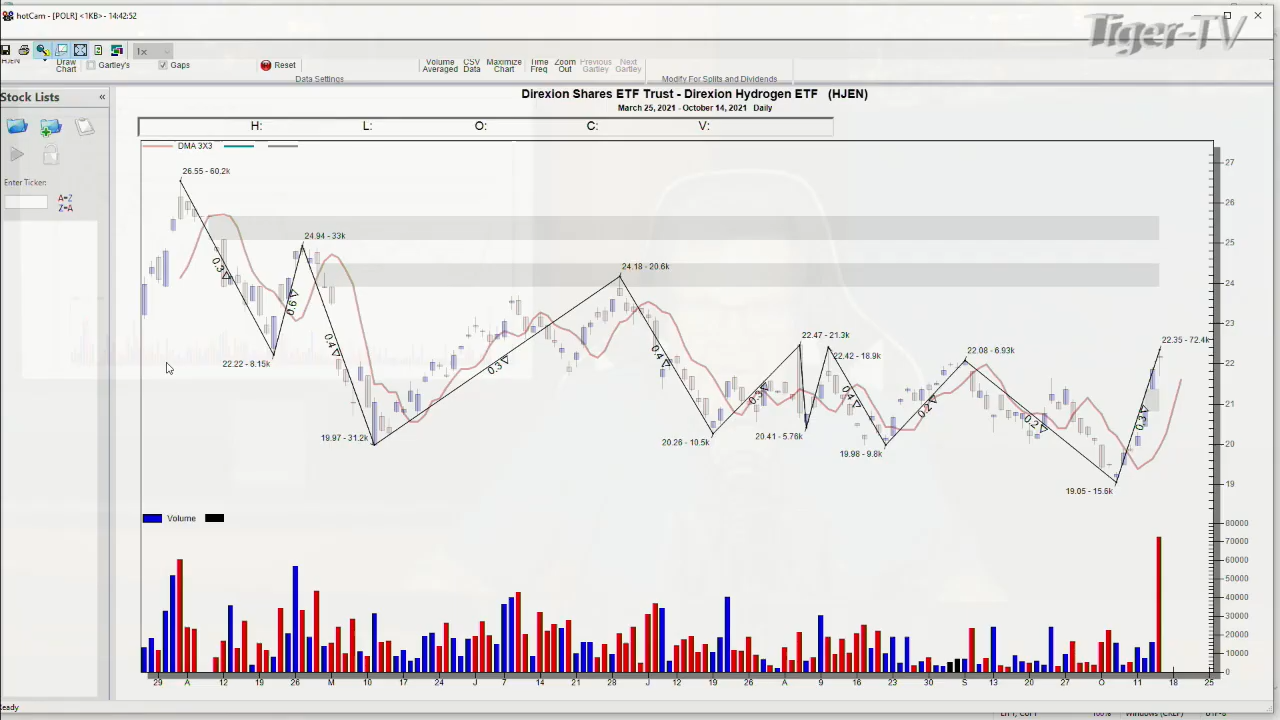 hotCam - [POLR] <1KB> - 14:42:52
Tiger-TV
1x
HJEN
Draw Chart
Gartley's
Gaps
Reset
Data Settings
Volume Averaged
CSV Data
Maximize Chart
Time Freq
Zoom Out
Previous Gartley
Next Gartley
Modify For Splits and Dividends
Stock Lists «
Enter Ticker:
A=Z
Z=A
Direxion Shares ETF Trust - Direxion Hydrogen ETF (HJEN)
March 25, 2021 - October 14, 2021 Daily
H: L: O: C: V:
DMA 3X3
26.55 - 60.2k
24.94 - 33k
24.18 - 20.6k
22.47 - 21.3k
22.42 - 18.9k
22.08 - 6.93k
22.35 - 72.4k
22.22 - 8.15k
19.97 - 31.2k
20.26 - 10.5k
20.41 - 5.76k
19.98 - 9.8k
19.05 - 15.6k
27
26
25
24
23
22
21
20
19
Volume
80000
70000
60000
50000
40000
30000
20000
10000
0
29 A 12 19 26 M 10 17 24 J 7 14 21 28 J 12 19 26 A 9 16 23 30 S 13 20 27 O 11 18 25
100%